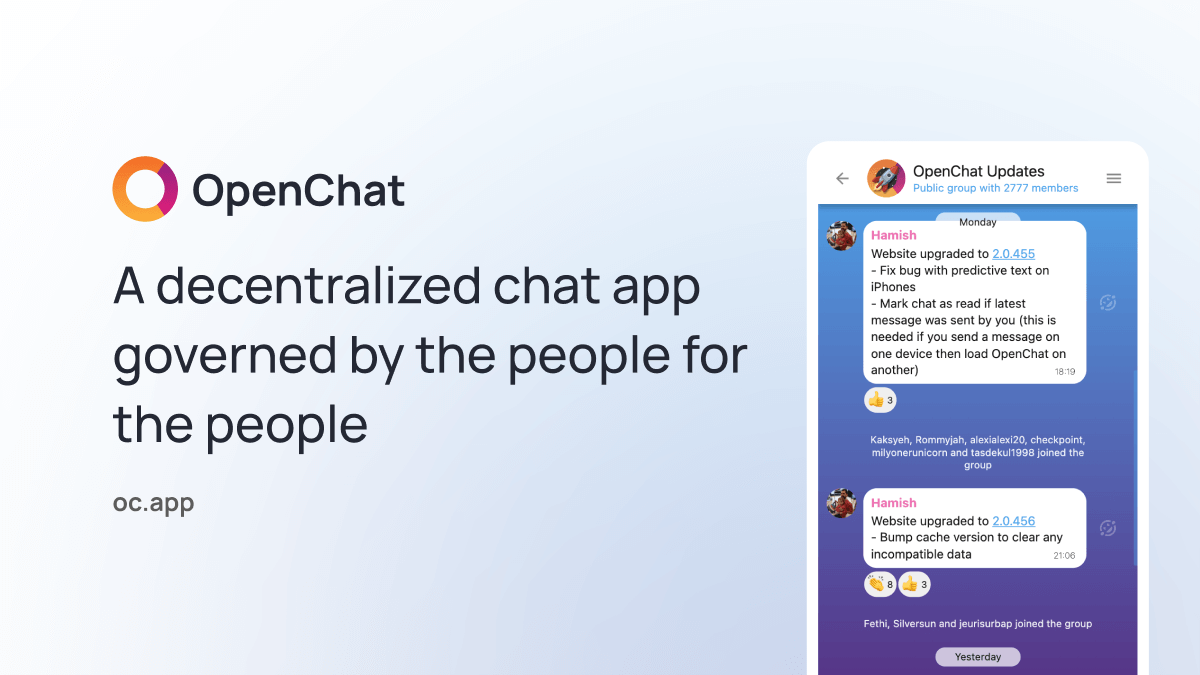 OpenChat
A decentralized chat app
governed by the people for
the people
oc.app
OpenChat Updates
Public group with 2777 members
Monday
Hamish
Website upgraded to 2.0.455
- Fix bug with predictive text on
iPhones
- Mark chat as read if latest
message was sent by you (this is
needed if you send a message on
one device then load OpenChat on
another)
18:19
3
Kaksyeh, Rommyjah, alexialexi20, checkpoint,
milyonerunicorn and tasdekul1998 joined the
group
Hamish
Website upgraded to 2.0.456
- Bump cache version to clear any
incompatible data
21:06
8 3
Fethi, Silversun and jeurisurbap joined the group
Yesterday